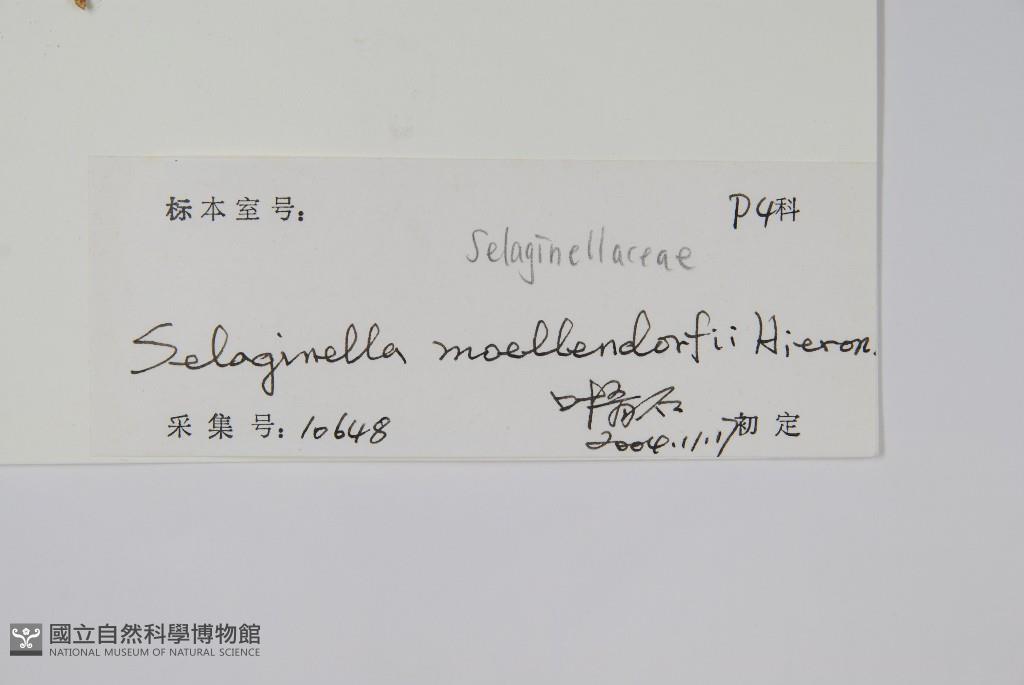 标本室号：
P4科
Selaginellaceae
Selaginella moellendorfii Hieron.
采集号：10648
2004.11.17 初定
國立自然科學博物館
NATIONAL MUSEUM OF NATURAL SCIENCE